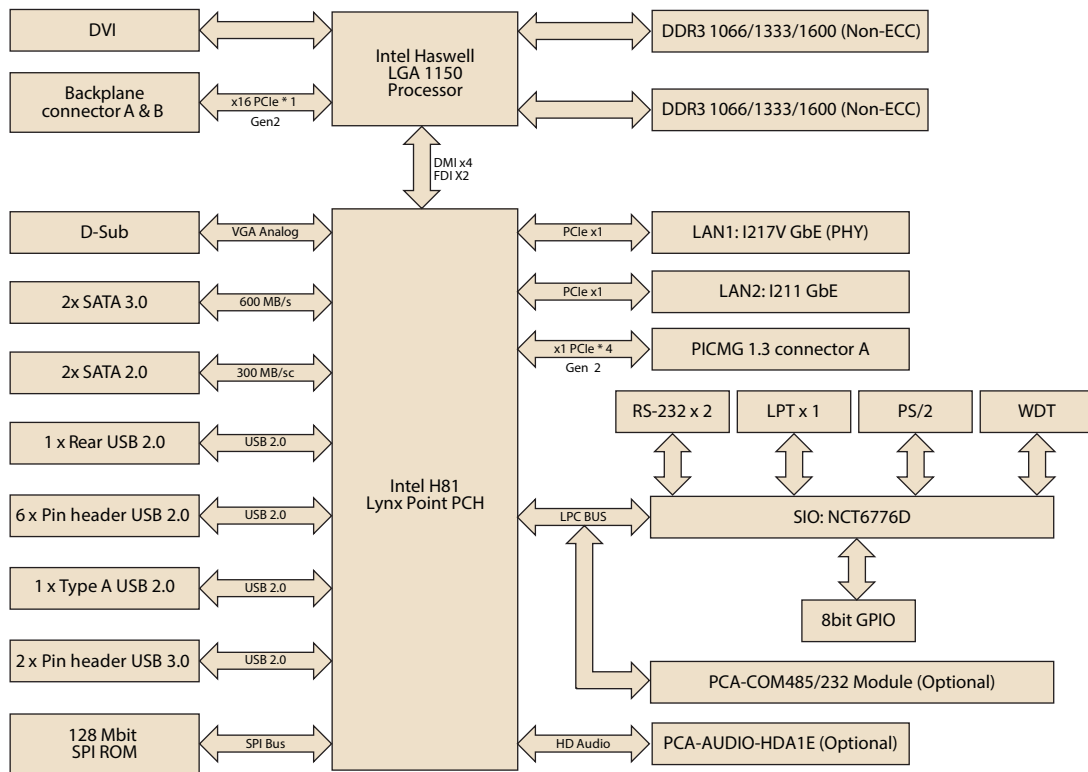 DVI
Intel Haswell
LGA 1150
Processor
DDR3 1066/1333/1600 (Non-ECC)
Backplane
connector A & B
x16 PCIe * 1
Gen2
DDR3 1066/1333/1600 (Non-ECC)
DMI x4
FDI X2
D-Sub
VGA Analog
PCIe x1
LAN1: I217V GbE (PHY)
2x SATA 3.0
600 MB/s
PCIe x1
LAN2: I211 GbE
2x SATA 2.0
300 MB/sc
x1 PCIe * 4
Gen 2
PICMG 1.3 connector A
RS-232 x 2
LPT x 1
PS/2
WDT
1 x Rear USB 2.0
USB 2.0
Intel H81
Lynx Point PCH
6 x Pin header USB 2.0
USB 2.0
LPC BUS
SIO: NCT6776D
1 x Type A USB 2.0
USB 2.0
8bit GPIO
2 x Pin header USB 3.0
USB 2.0
PCA-COM485/232 Module (Optional)
128 Mbit
SPI ROM
SPI Bus
HD Audio
PCA-AUDIO-HDA1E (Optional)